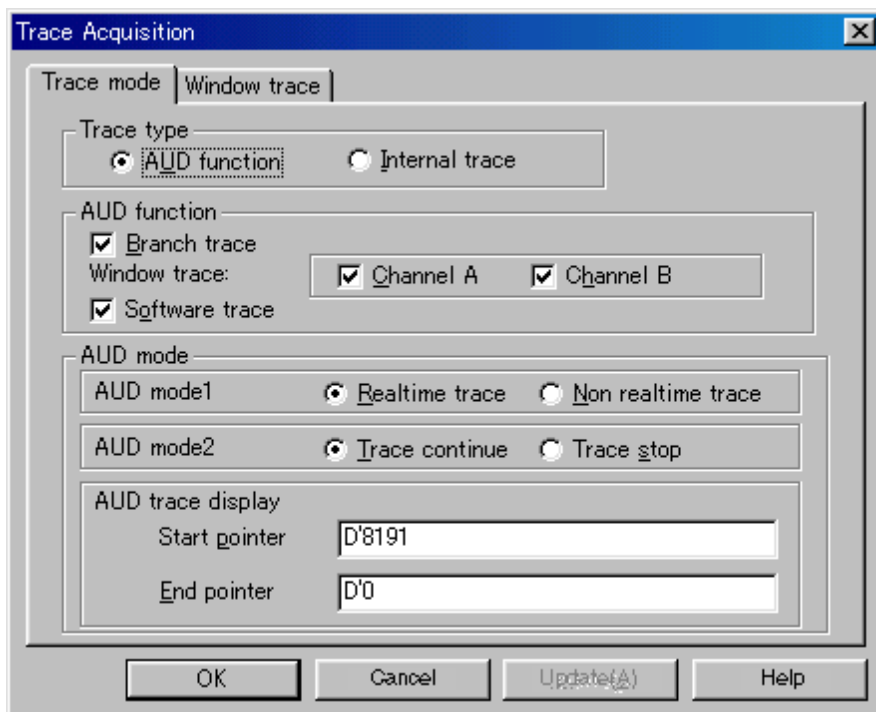 Trace Acquisition
Trace mode
Window trace
Trace type
AUD function
Internal trace
AUD function
Branch trace
Window trace:
Channel A
Channel B
Software trace
AUD mode
AUD mode1
Realtime trace
Non realtime trace
AUD mode2
Trace continue
Trace stop
AUD trace display
Start pointer
D'8191
End pointer
D'0
OK
Cancel
Update(A)
Help